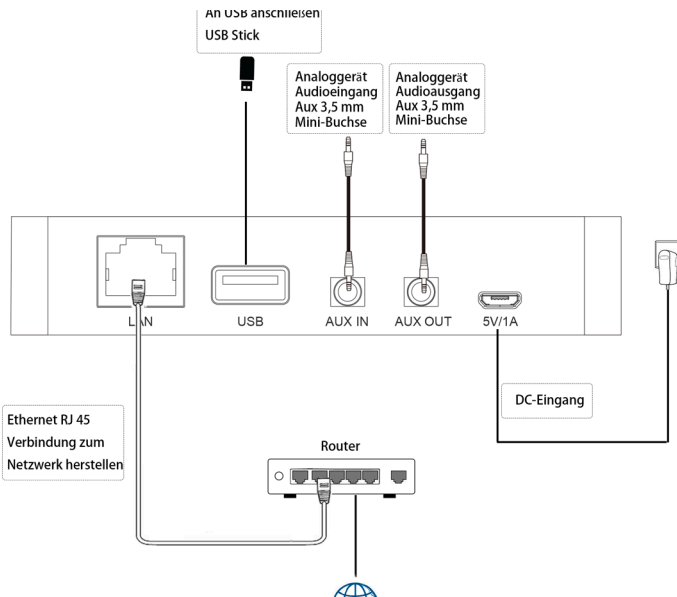 An USB anschließen
USB Stick
Analoggerät
Audioeingang
Aux 3,5 mm
Mini-Buchse
Analoggerät
Audioausgang
Aux 3,5 mm
Mini-Buchse
LAN
USB
AUX IN
AUX OUT
5V/1A
DC-Eingang
Ethernet RJ 45
Verbindung zum
Netzwerk herstellen
Router